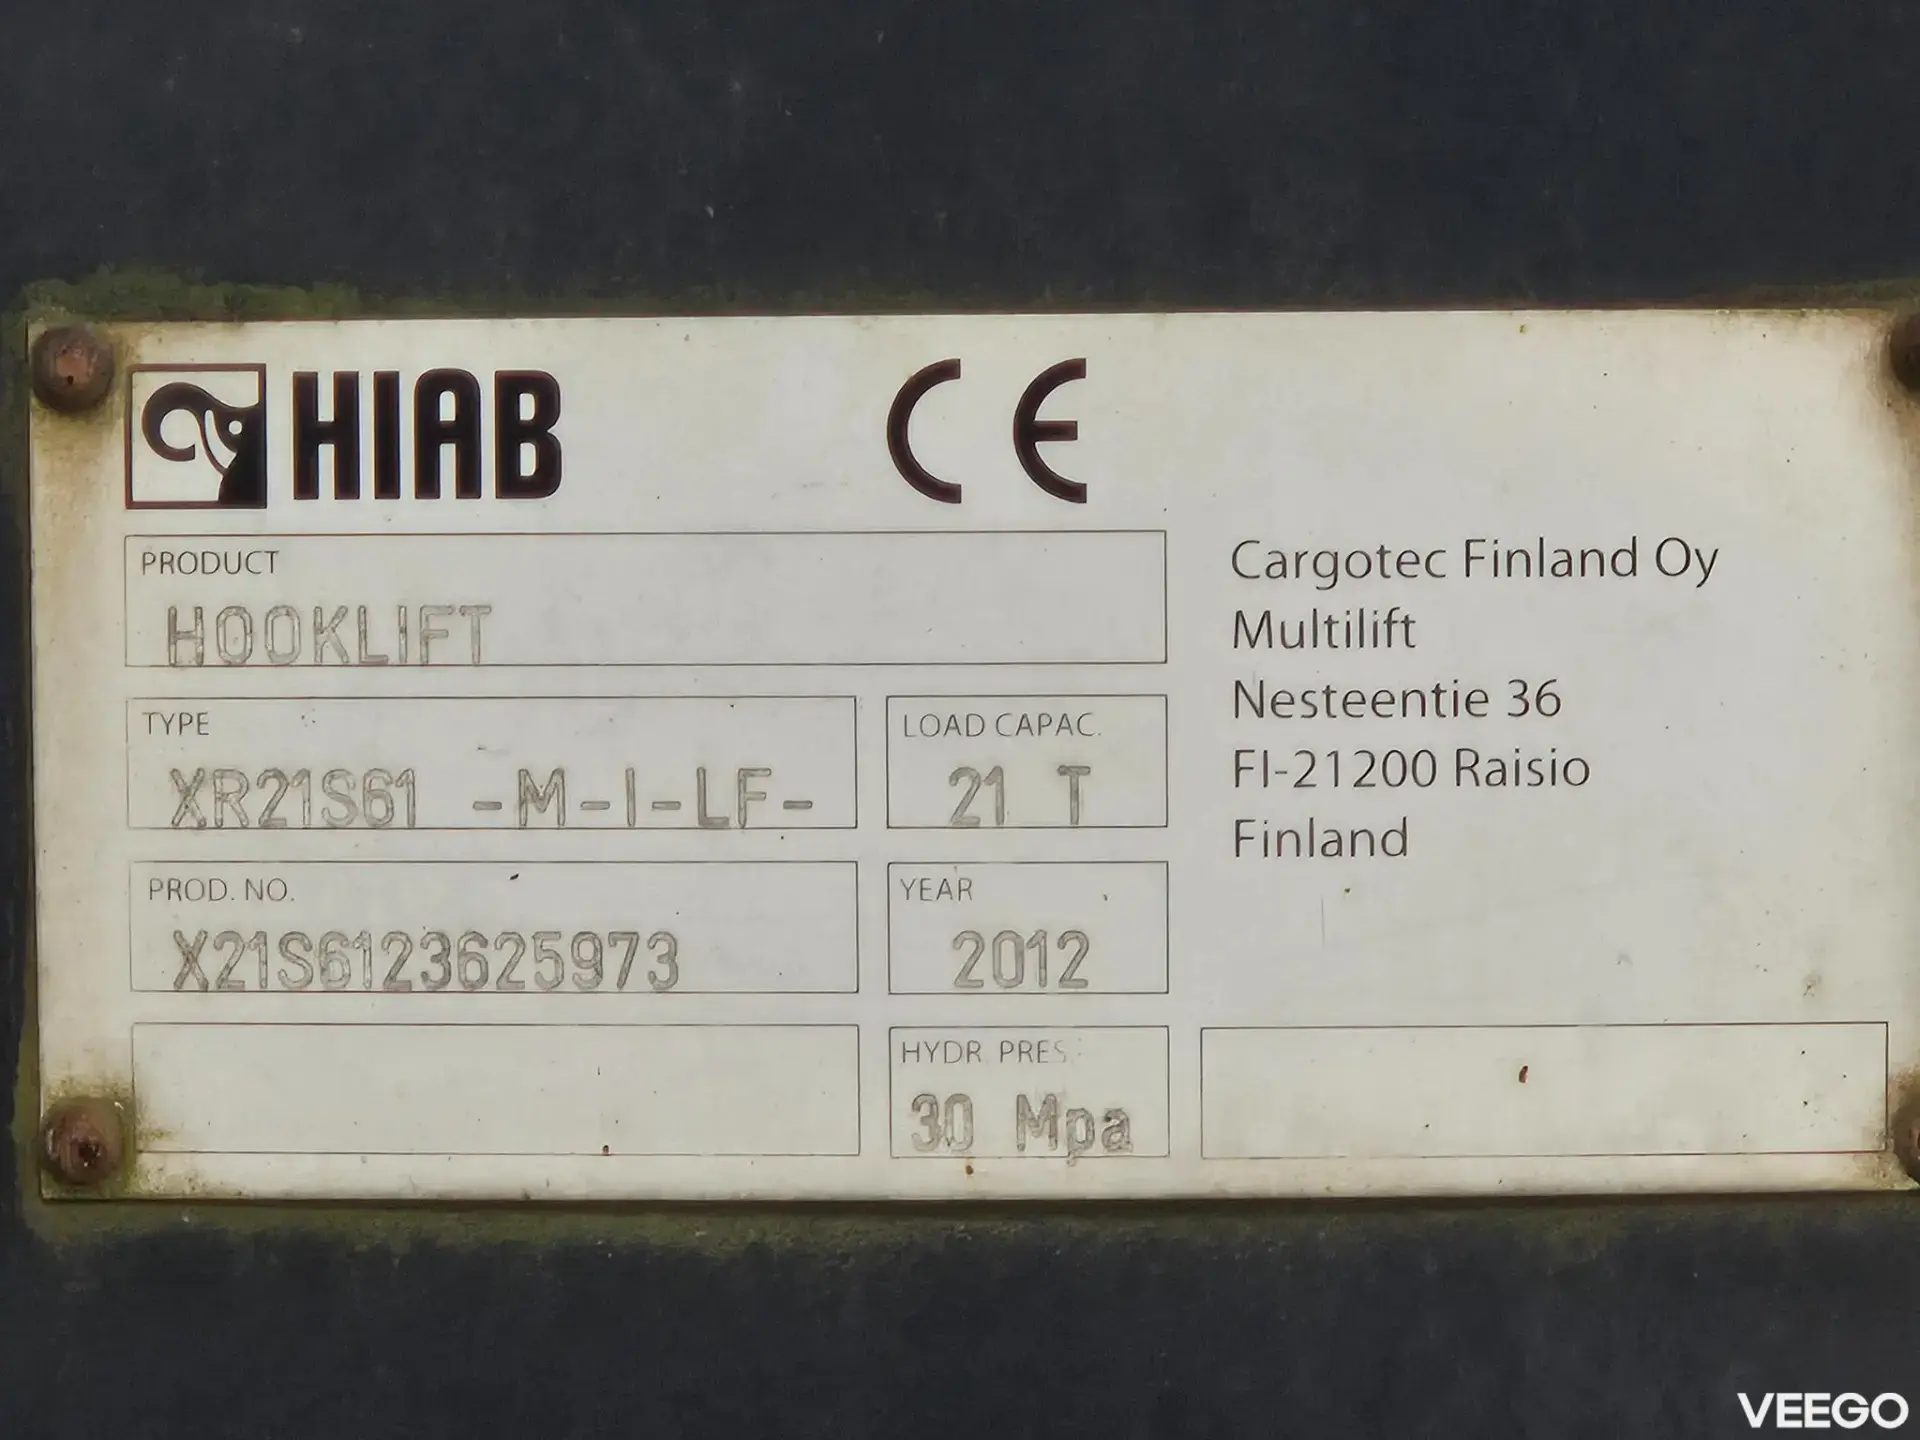 HIAB CE
PRODUCT
HOOKLIFT
TYPE
XR21S61 -M-I-LF-
LOAD CAPAC.
21 T
PROD. NO.
X21S6123625973
YEAR
2012
HYDR. PRES.
30 Mpa
Cargotec Finland Oy
Multilift
Nesteentie 36
FI-21200 Raisio
Finland
VEEGO